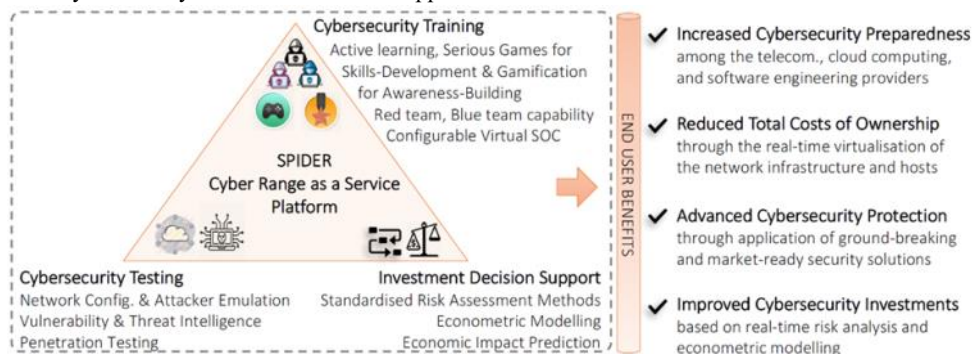 Cybersecurity Training
Active learning, Serious Games for
Skills-Development & Gamification
for Awareness-Building
Red team, Blue team capability
Configurable Virtual SOC
SPIDER
Cyber Range as a Service
Platform
Cybersecurity Testing
Network Config. & Attacker Emulation
Vulnerability & Threat Intelligence
Penetration Testing
Investment Decision Support
Standardised Risk Assessment Methods
Econometric Modelling
Economic Impact Prediction
END USER BENEFITS
Increased Cybersecurity Preparedness
among the telecom., cloud computing,
and software engineering providers
Reduced Total Costs of Ownership
through the real-time virtualisation of
the network infrastructure and hosts
Advanced Cybersecurity Protection
through application of ground-breaking
and market-ready security solutions
Improved Cybersecurity Investments
based on real-time risk analysis and
econometric modelling